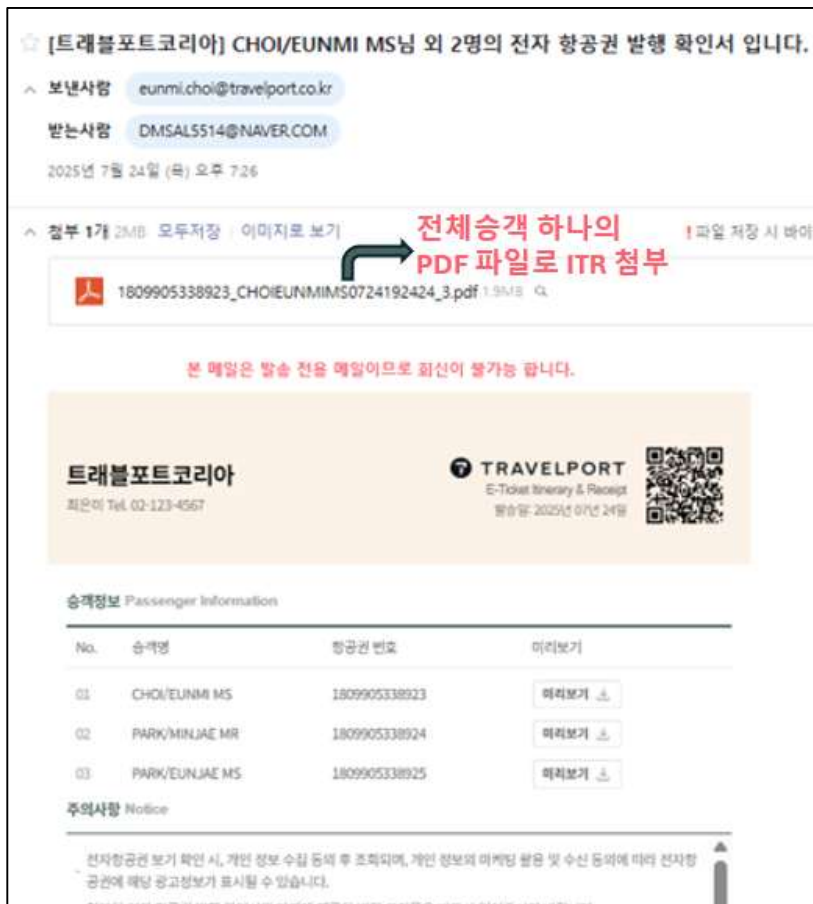 [트래블포트코리아] CHOI/EUNMI MS님 외 2명의 전자 항공권 발행 확인서 입니다.
보낸사람 eunmi.choi@travelport.co.kr
받는사람 DMSAL5514@NAVER.COM
2025년 7월 24일 (목) 오후 7:26
첨부 1개 2MB 모두저장 이미지로 보기
전체승객 하나의
PDF 파일로 ITR 첨부
! 파일 저장 시 바이
1809905338923_CHOIEUNMIMS0724192424_3.pdf 1.9MB
본 메일은 발송 전용 메일이므로 회신이 불가능 합니다.
트래블포트코리아
최은미 Tel. 02-123-4567
TRAVELPORT
E-Ticket Itinerary & Receipt
발송일: 2025년 07년 24일
승객정보 Passenger Information
No. 승객명 항공권 번호 미리보기
01 CHOI/EUNMI MS 1809905338923 미리보기
02 PARK/MINJAE MR 1809905338924 미리보기
03 PARK/EUNJAE MS 1809905338925 미리보기
주의사항 Notice
- 전자항공권 보기 확인 시, 개인 정보 수집 동의 후 조회되며, 개인 정보의 마케팅 활용 및 수신 동의에 따라 전자항
공권에 해당 광고정보가 표시될 수 있습니다.